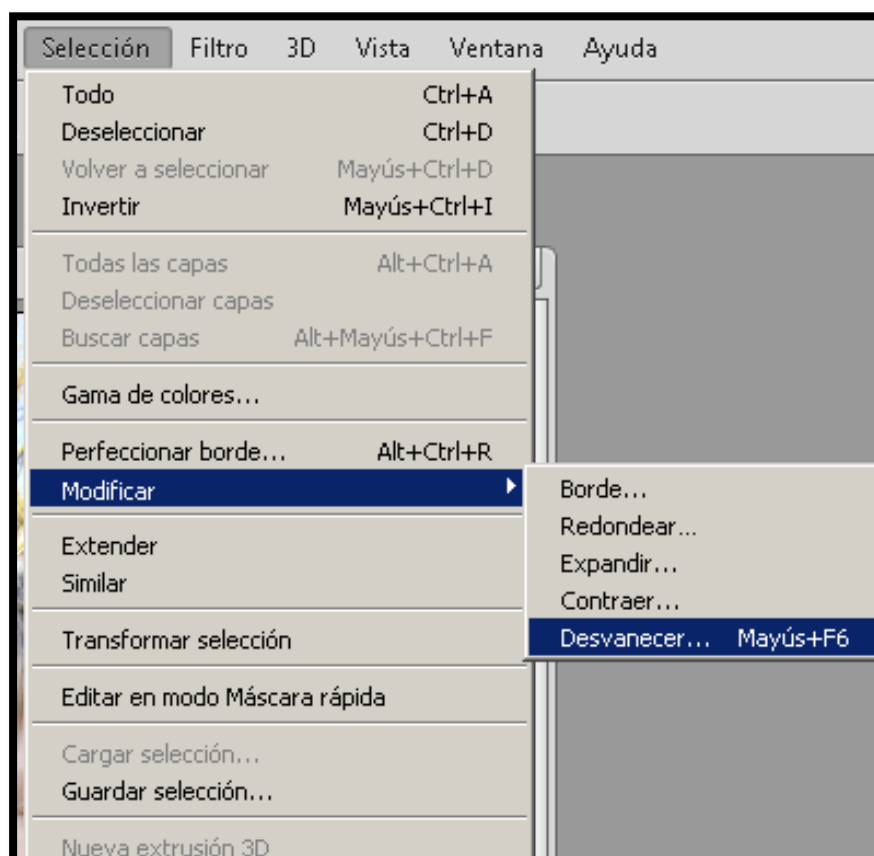 Selección Filtro 3D Vista Ventana Ayuda
Todo Ctrl+A
Deseleccionar Ctrl+D
Volver a seleccionar Mayús+Ctrl+D
Invertir Mayús+Ctrl+I
Todas las capas Alt+Ctrl+A
Deseleccionar capas
Buscar capas Alt+Mayús+Ctrl+F
Gama de colores...
Perfeccionar borde... Alt+Ctrl+R
Modificar
Borde...
Redondear...
Expandir...
Contraer...
Desvanecer... Mayús+F6
Extender
Similar
Transformar selección
Editar en modo Máscara rápida
Cargar selección...
Guardar selección...
Nueva extrusión 3D